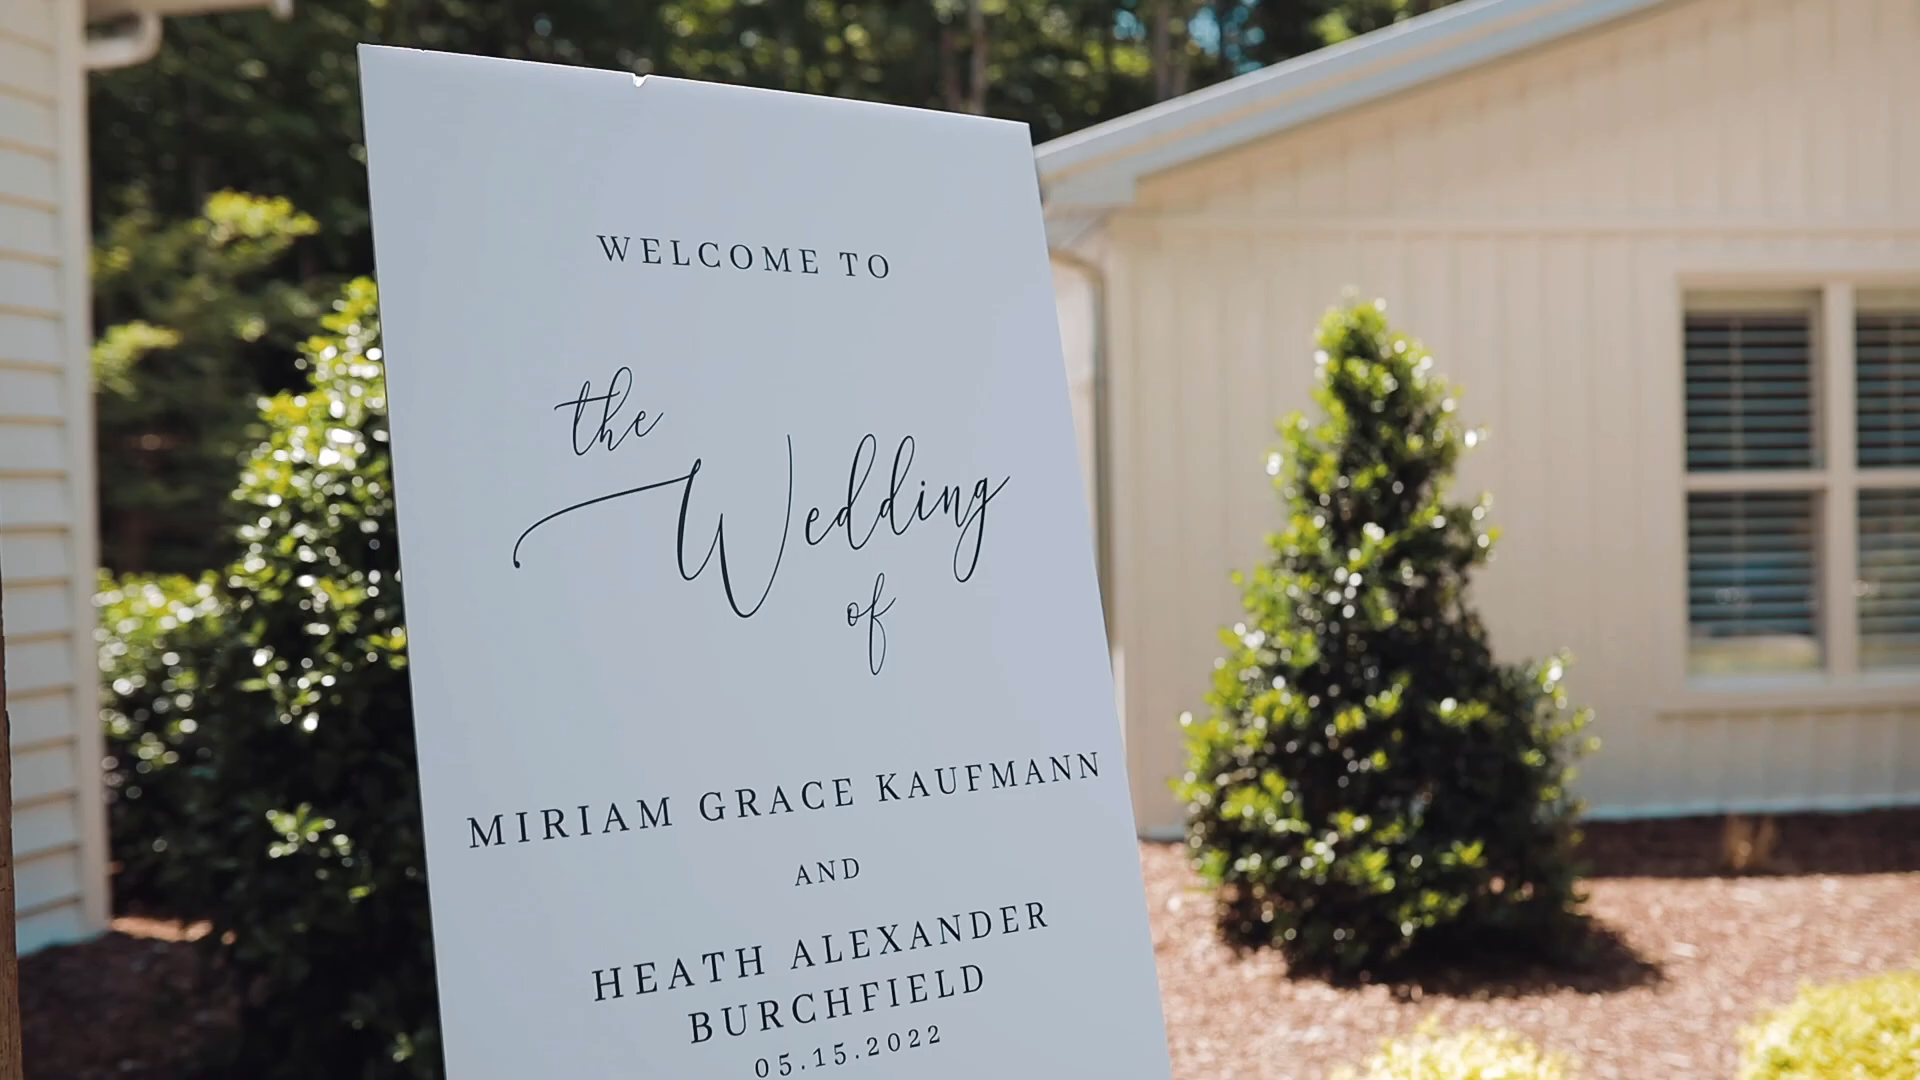 WELCOME TO
the
Wedding
of
MIRIAM GRACE KAUFMANN
AND
HEATH ALEXANDER
BURCHFIELD
05.15.2022